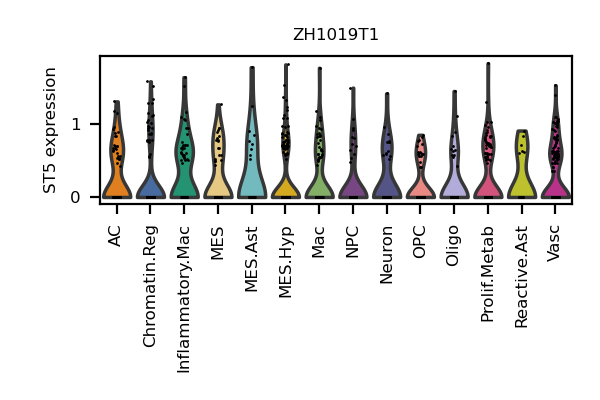 ZH1019T1
ST5 expression
1
0
AC
Chromatin.Reg
Inflammatory.Mac
MES
MES.Ast
MES.Hyp
Mac
NPC
Neuron
OPC
Oligo
Prolif.Metab
Reactive.Ast
Vasc